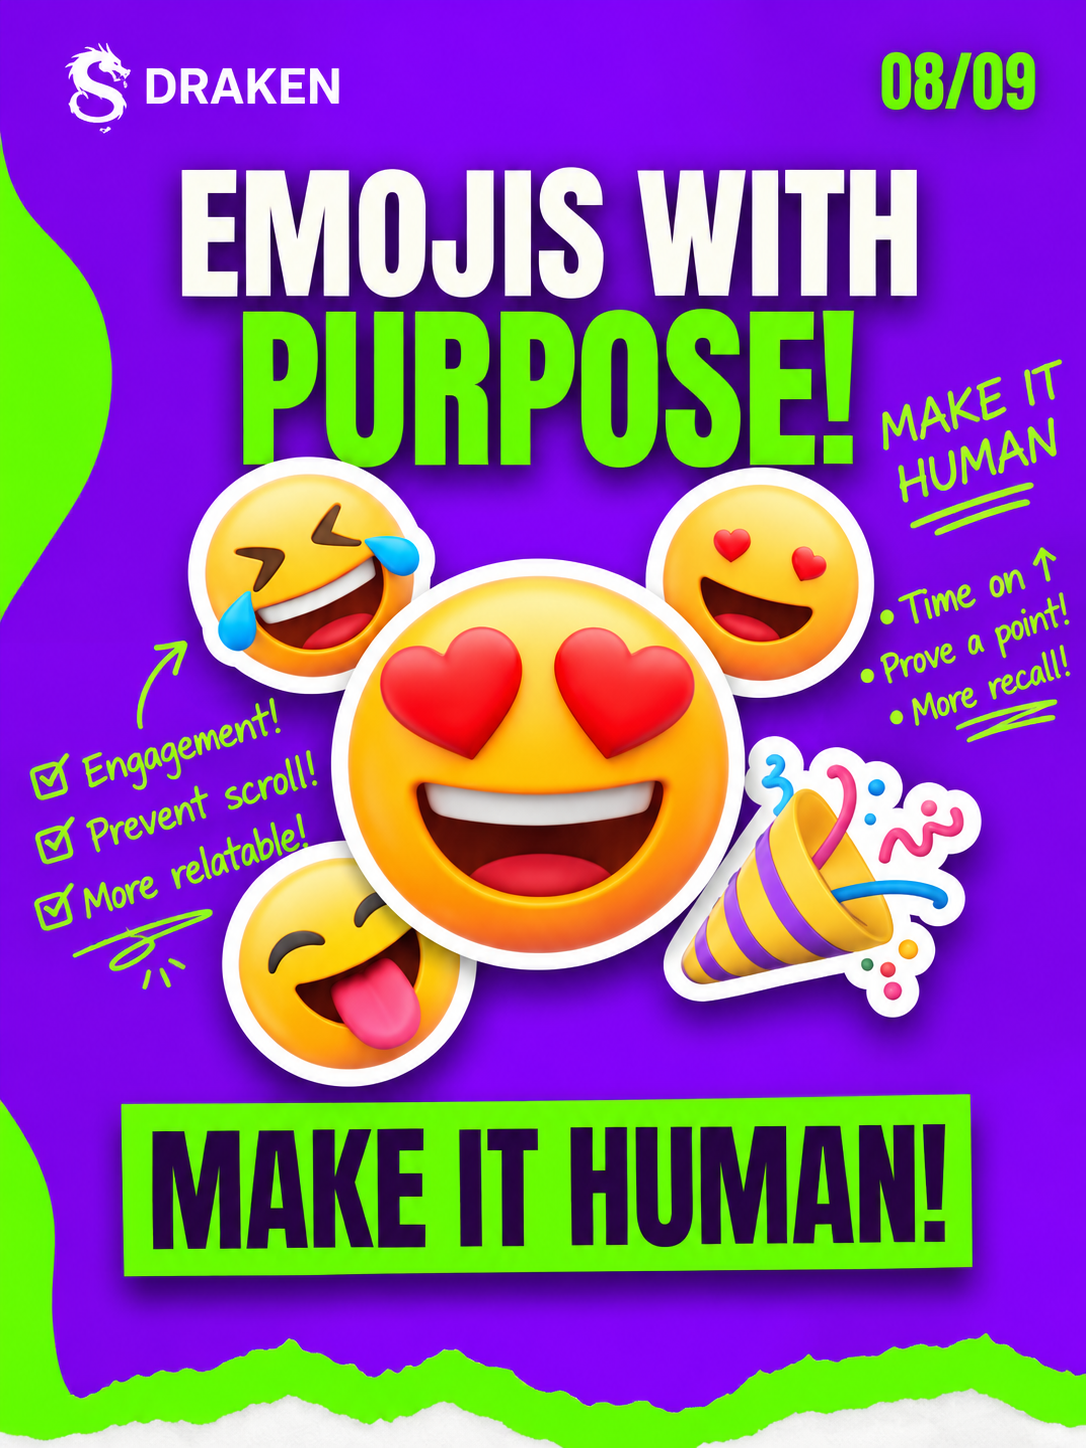 DRAKEN
08/09
EMOJIS WITH
PURPOSE!
MAKE IT
HUMAN
• Time on ↑
• Prove a point!
• More recall!
☑ Engagement!
☑ Prevent scroll!
☑ More relatable!
MAKE IT HUMAN!